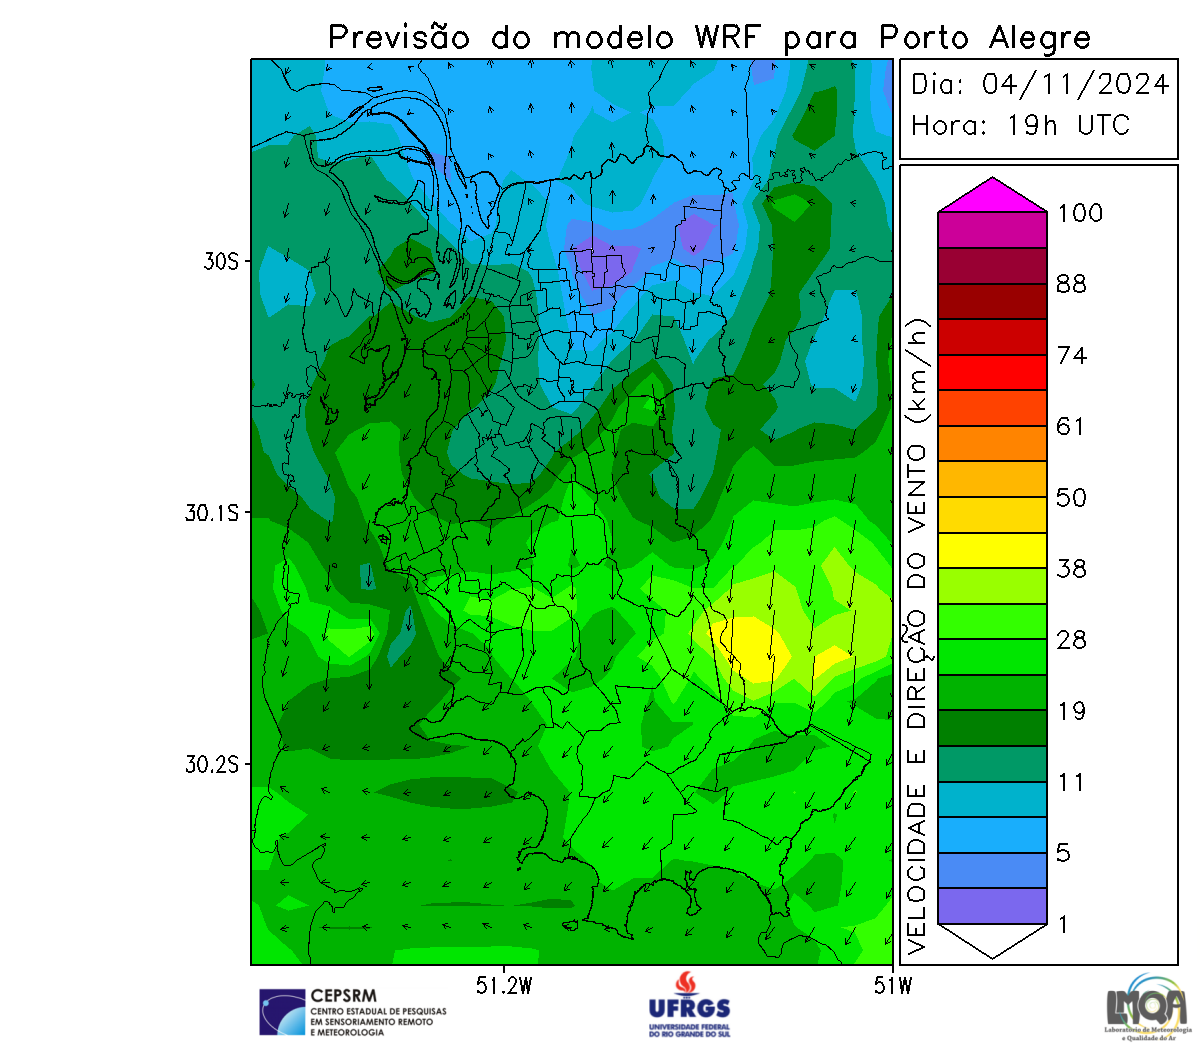 Previsão do modelo WRF para Porto Alegre
Dia: 04/11/2024
Hora: 19h UTC
30S
30.1S
30.2S
51.2W
51W
VELOCIDADE E DIREÇÃO DO VENTO (km/h)
100
88
74
61
50
38
28
19
11
5
1
CEPSRM
CENTRO ESTADUAL DE PESQUISAS
EM SENSORIAMENTO REMOTO
E METEOROLOGIA
UFRGS
UNIVERSIDADE FEDERAL
DO RIO GRANDE DO SUL
LMQA
Laboratório de Meteorologia
e Qualidade do Ar